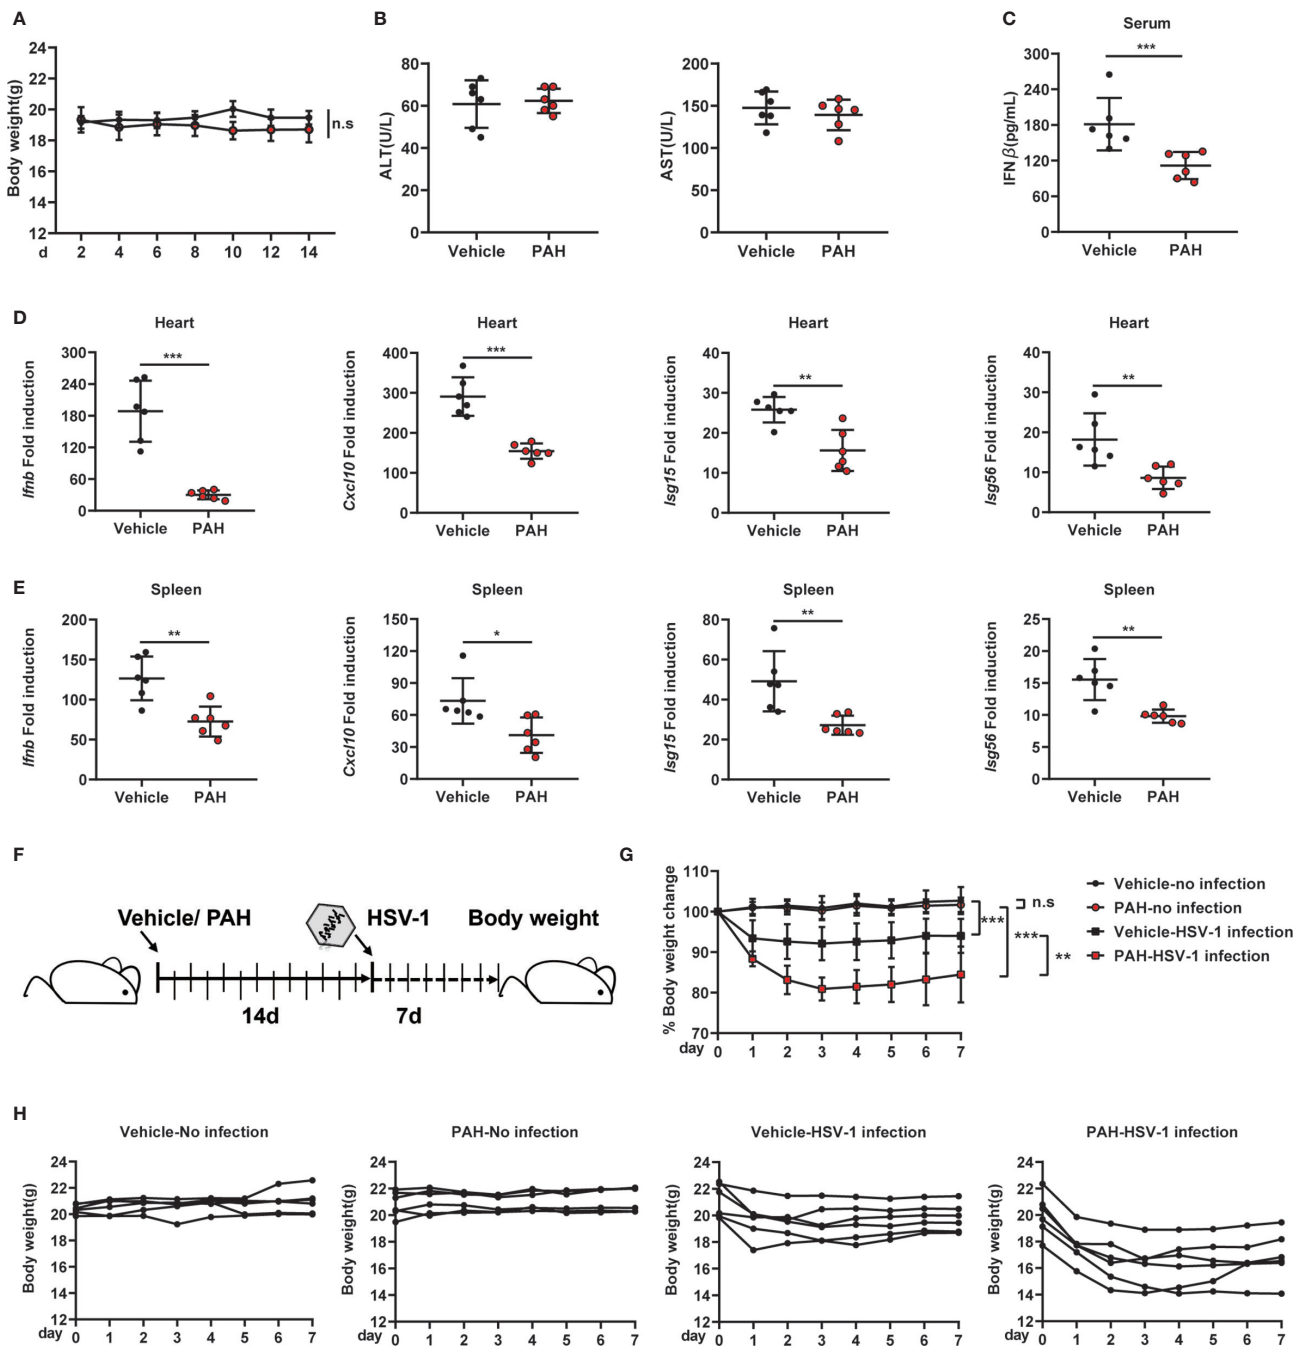 A
Body weight(g)
24
22
20
18
16
14
12
n.s
d 2 4 6 8 10 12 14
B
ALT(U/L)
80
60
40
20
0
Vehicle PAH
AST(U/L)
200
150
100
50
0
Vehicle PAH
C
Serum
***
IFN β(pg/mL)
300
240
180
120
60
0
Vehicle PAH
D
Heart
***
Ifnb Fold induction
300
240
180
120
60
0
Vehicle PAH
Heart
***
Cxcl10 Fold induction
400
300
200
100
0
Vehicle PAH
Heart
**
Isg15 Fold induction
40
30
20
10
0
Vehicle PAH
Heart
**
Isg56 Fold induction
40
30
20
10
0
Vehicle PAH
E
Spleen
**
Ifnb Fold induction
200
150
100
50
0
Vehicle PAH
Spleen
*
Cxcl10 Fold induction
150
120
90
60
30
0
Vehicle PAH
Spleen
**
Isg15 Fold induction
80
60
40
20
0
Vehicle PAH
Spleen
**
Isg56 Fold induction
25
20
15
10
5
0
Vehicle PAH
F
Vehicle/ PAH
HSV-1
Body weight
14d
7d
G
% Body weight change
110
100
90
80
70
day 0 1 2 3 4 5 6 7
***
n.s
***
**
Vehicle-no infection
PAH-no infection
Vehicle-HSV-1 infection
PAH-HSV-1 infection
H
Vehicle-No infection
Body weight(g)
24
22
20
18
16
14
12
day 0 1 2 3 4 5 6 7
PAH-No infection
Body weight(g)
24
22
20
18
16
14
12
day 0 1 2 3 4 5 6 7
Vehicle-HSV-1 infection
Body weight(g)
24
22
20
18
16
14
12
day 0 1 2 3 4 5 6 7
PAH-HSV-1 infection
Body weight(g)
24
22
20
18
16
14
12
day 0 1 2 3 4 5 6 7